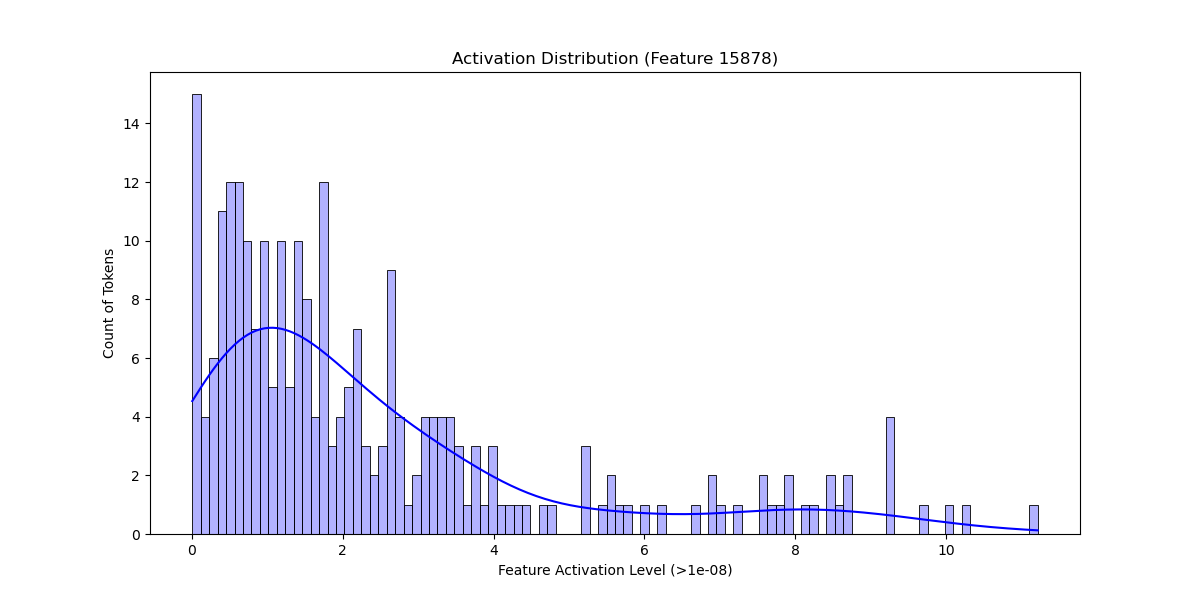 Activation Distribution (Feature 15878)
Count of Tokens
14
12
10
8
6
4
2
0
0 2 4 6 8 10
Feature Activation Level (>1e-08)